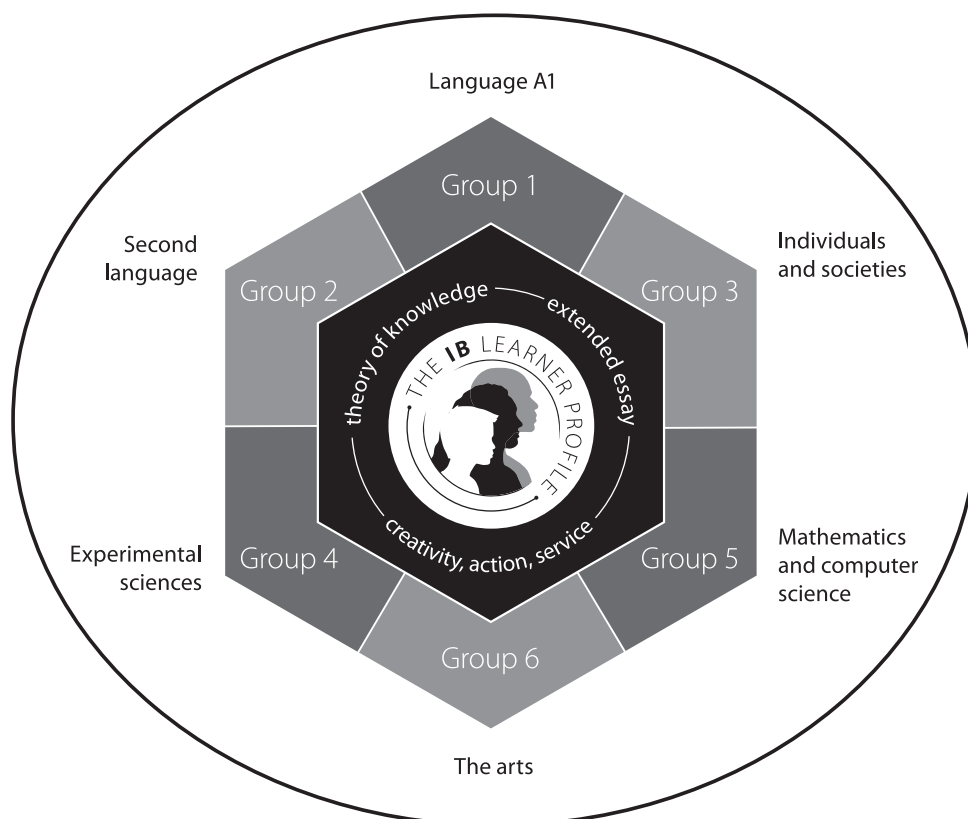 Language A1
Group 1
Second
language
Group 2
Group 3
Individuals
and societies
theory of knowledge
extended essay
THE IB LEARNER PROFILE
creativity, action, service
Experimental
sciences
Group 4
Group 5
Mathematics
and computer
science
Group 6
The arts